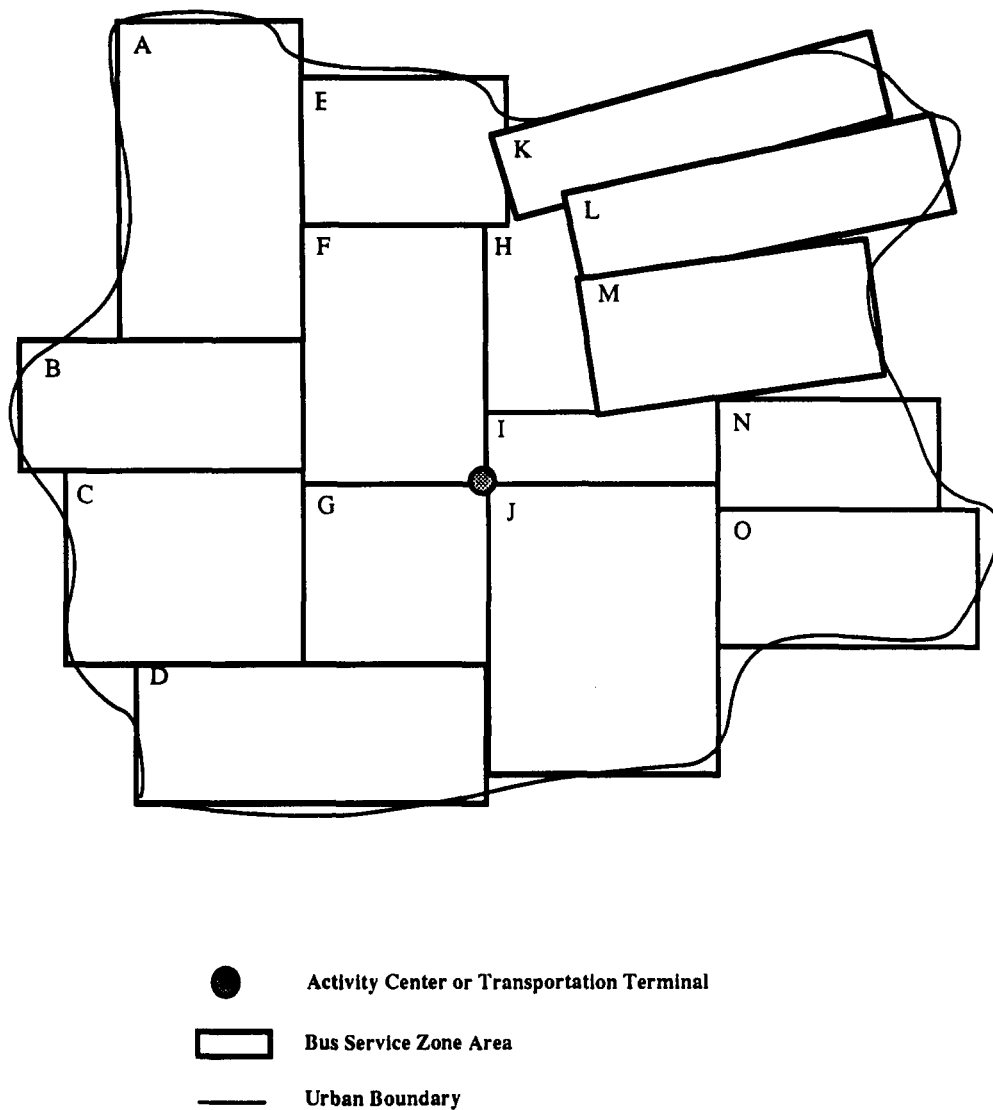 A
E
K
L
F
H
M
B
I
N
C
G
J
O
D
Activity Center or Transportation Terminal
Bus Service Zone Area
Urban Boundary